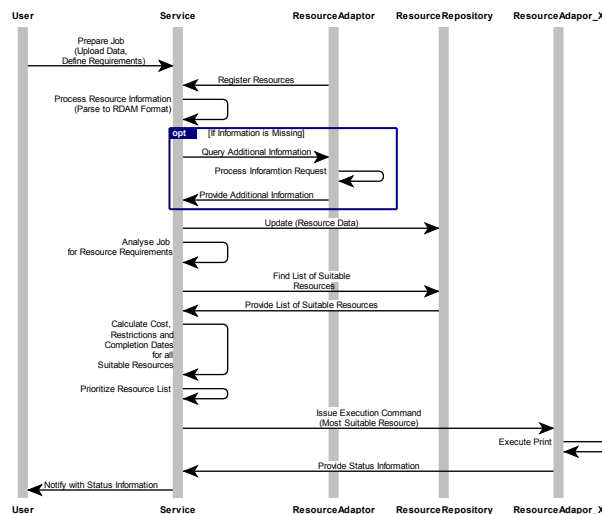 User Service ResourceAdaptor ResourceRepository ResourceAdapor_X
Prepare Job
(Upload Data,
Define Requirements)
Register Resources
Process Resource Information
(Parse to RDAM Format)
opt [If Information is Missing]
Query Additional Information
Process Inforamtion Request
Provide Additional Information
Update (Resource Data)
Analyse Job
for Resource Requirements
Find List of Suitable
Resources
Provide List of Suitable Resources
Calculate Cost,
Restrictions and
Completion Dates
for all
Suitable Resources
Prioritize Resource List
Issue Execution Command
(Most Suitable Resource)
Execute Print
Provide Status Information
Notify with Status Information
User Service ResourceAdaptor ResourceRepository ResourceAdapor_X